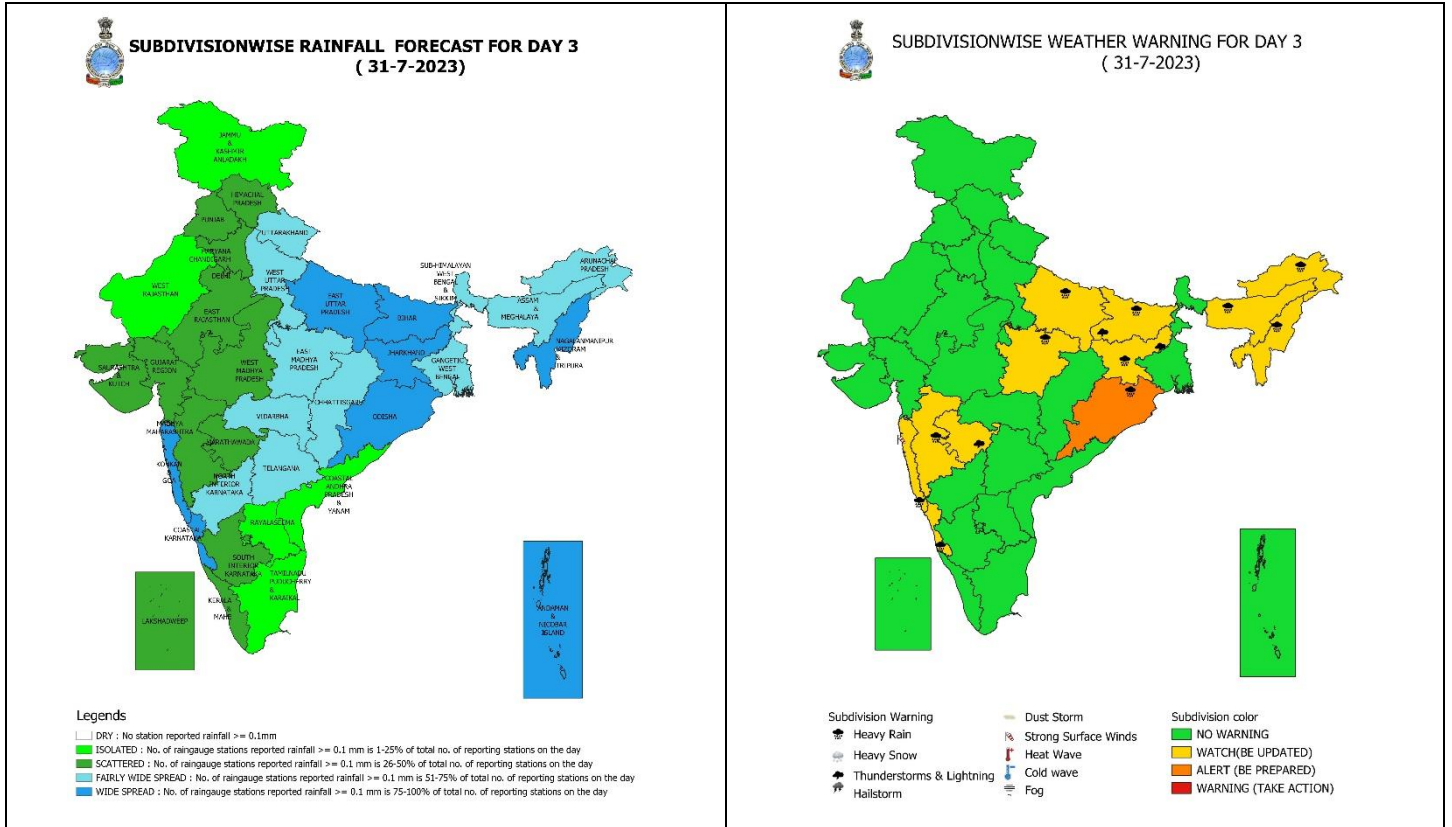 SUBDIVISIONWISE RAINFALL FORECAST FOR DAY 3
( 31-7-2023)
JAMMU
&
KASHMIR
ANLADAKH
HIMACHAL
PRADESH
PUNJAB
UTTARAKHAND
HARYANA
CHANDIGARH
DELHI
WEST
UTTAR
PRADESH
WEST
RAJASTHAN
SUB-HIMALAYAN
WEST
BENGAL
&
SIKKIM
ARUNACHAL
PRADESH
EAST
UTTAR
PRADESH
ASSAM
&
MEGHALAYA
EAST
RAJASTHAN
BIHAR
NAGALANMANIPUR
MIZORAM
&
TRIPURA
EAST
MADHYA
PRADESH
JHARKHAND
GANGETIC
WEST
BENGAL
SAURASHTRA
&
KUTCH
GUJARAT
REGION
WEST
MADHYA
PRADESH
CHHATTISGARH
VIDARBHA
ODISHA
MADHYA
MAHARASHTRA
MARATHAWADA
KONKAN
&
GOA
TELANGANA
NORTH
INTERIOR
KARNATAKA
COASTAL
ANDHRA
PRADESH
&
YANAM
RAYALASEEMA
COASTAL
KARNATAKA
SOUTH
INTERIOR
KARNATAKA
TAMILNADU
PUDUCHERRY
&
KARAIKAL
KERALA
&
MAHE
LAKSHADWEEP
ANDAMAN
&
NICOBAR
ISLAND
Legends
DRY : No station reported rainfall >= 0.1mm
ISOLATED : No. of raingauge stations reported rainfall >= 0.1 mm is 1-25% of total no. of reporting stations on the day
SCATTERED : No. of raingauge stations reported rainfall >= 0.1 mm is 26-50% of total no. of reporting stations on the day
FAIRLY WIDE SPREAD : No. of raingauge stations reported rainfall >= 0.1 mm is 51-75% of total no. of reporting stations on the day
WIDE SPREAD : No. of raingauge stations reported rainfall >= 0.1 mm is 75-100% of total no. of reporting stations on the day
SUBDIVISIONWISE WEATHER WARNING FOR DAY 3
( 31-7-2023)
Subdivision Warning
Heavy Rain
Heavy Snow
Thunderstorms & Lightning
Hailstorm
Dust Storm
Strong Surface Winds
Heat Wave
Cold wave
Fog
Subdivision color
NO WARNING
WATCH(BE UPDATED)
ALERT (BE PREPARED)
WARNING (TAKE ACTION)